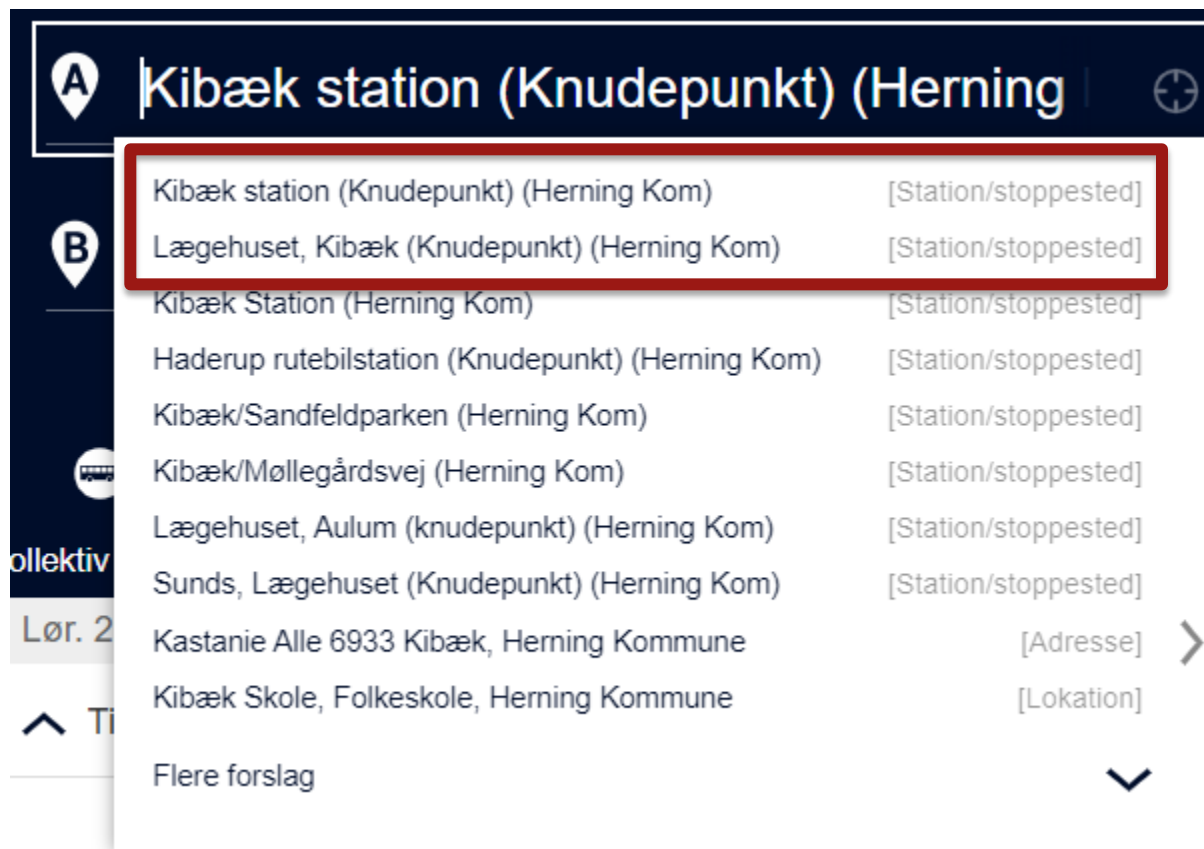 A
Kibæk station (Knudepunkt) (Herning
Kibæk station (Knudepunkt) (Herning Kom) [Station/stoppested]
Lægehuset, Kibæk (Knudepunkt) (Herning Kom) [Station/stoppested]
B
Kibæk Station (Herning Kom) [Station/stoppested]
Haderup rutebilstation (Knudepunkt) (Herning Kom) [Station/stoppested]
Kibæk/Sandfeldparken (Herning Kom) [Station/stoppested]
Kibæk/Møllegårdsvej (Herning Kom) [Station/stoppested]
Lægehuset, Aulum (knudepunkt) (Herning Kom) [Station/stoppested]
ollektiv
Sunds, Lægehuset (Knudepunkt) (Herning Kom) [Station/stoppested]
Lør. 2
Kastanie Alle 6933 Kibæk, Herning Kommune [Adresse]
Kibæk Skole, Folkeskole, Herning Kommune [Lokation]
Ti
Flere forslag